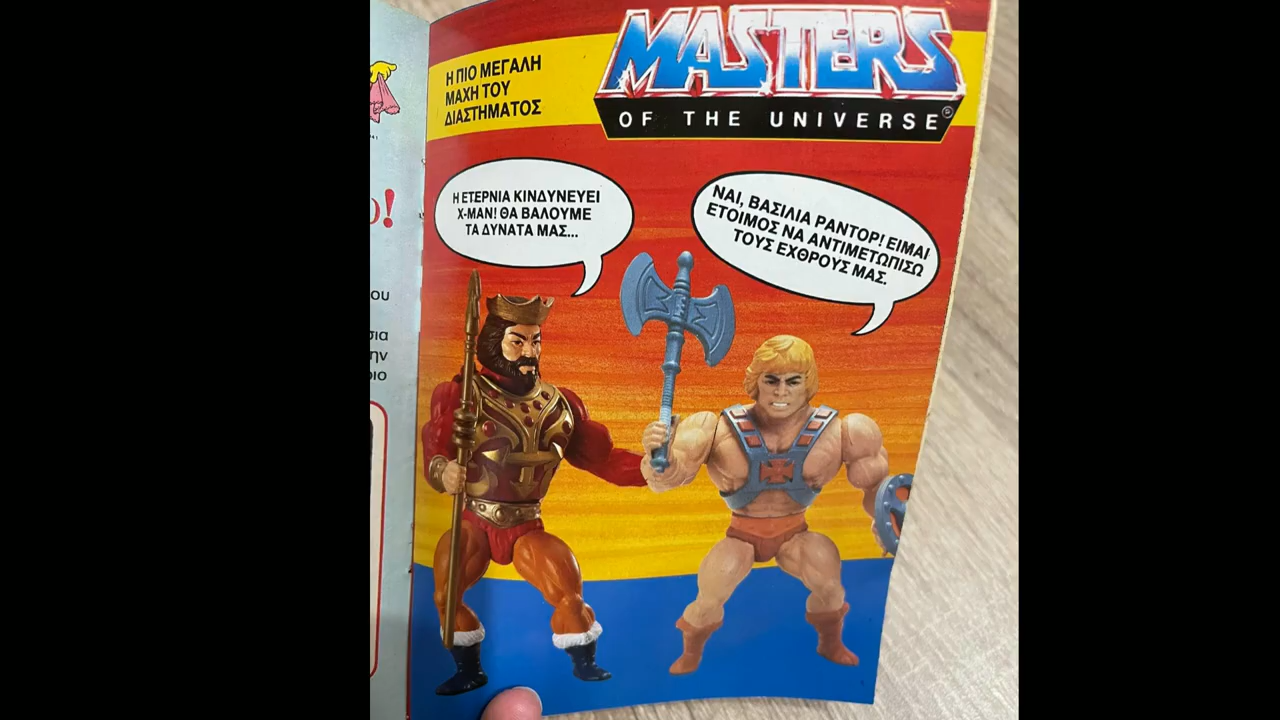 Η ΠΙΟ ΜΕΓΑΛΗ
ΜΑΧΗ ΤΟΥ
ΔΙΑΣΤΗΜΑΤΟΣ
MASTERS
OF THE UNIVERSE®
Η ΕΤΕΡΝΙΑ ΚΙΝΔΥΝΕΥΕΙ
Χ-ΜΑΝ! ΘΑ ΒΑΛΟΥΜΕ
ΤΑ ΔΥΝΑΤΑ ΜΑΣ...
ΝΑΙ, ΒΑΣΙΛΙΑ ΡΑΝΤΟΡ! ΕΙΜΑΙ
ΕΤΟΙΜΟΣ ΝΑ ΑΝΤΙΜΕΤΩΠΙΣΩ
ΤΟΥΣ ΕΧΘΡΟΥΣ ΜΑΣ.